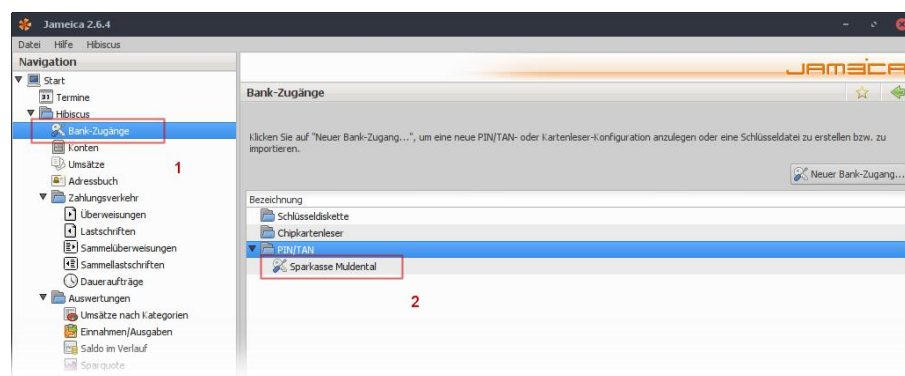 Jameica 2.6.4
Datei Hilfe Hibiscus
Navigation
Start
Termine
Hibiscus
Bank-Zugänge
Konten
Umsätze
Adressbuch
Zahlungsverkehr
Überweisungen
Lastschriften
Sammelüberweisungen
Sammellastschriften
Daueraufträge
Auswertungen
Umsätze nach Kategorien
Einnahmen/Ausgaben
Saldo im Verlauf
Sparquote
1
JAMEICA
Bank-Zugänge
Klicken Sie auf "Neuer Bank-Zugang...", um eine neue PIN/TAN- oder Kartenleser-Konfiguration anzulegen oder eine Schlüsseldatei zu erstellen bzw. zu
importieren.
Neuer Bank-Zugang...
Bezeichnung
Schlüsseldiskette
Chipkartenleser
PIN/TAN
Sparkasse Muldental
2